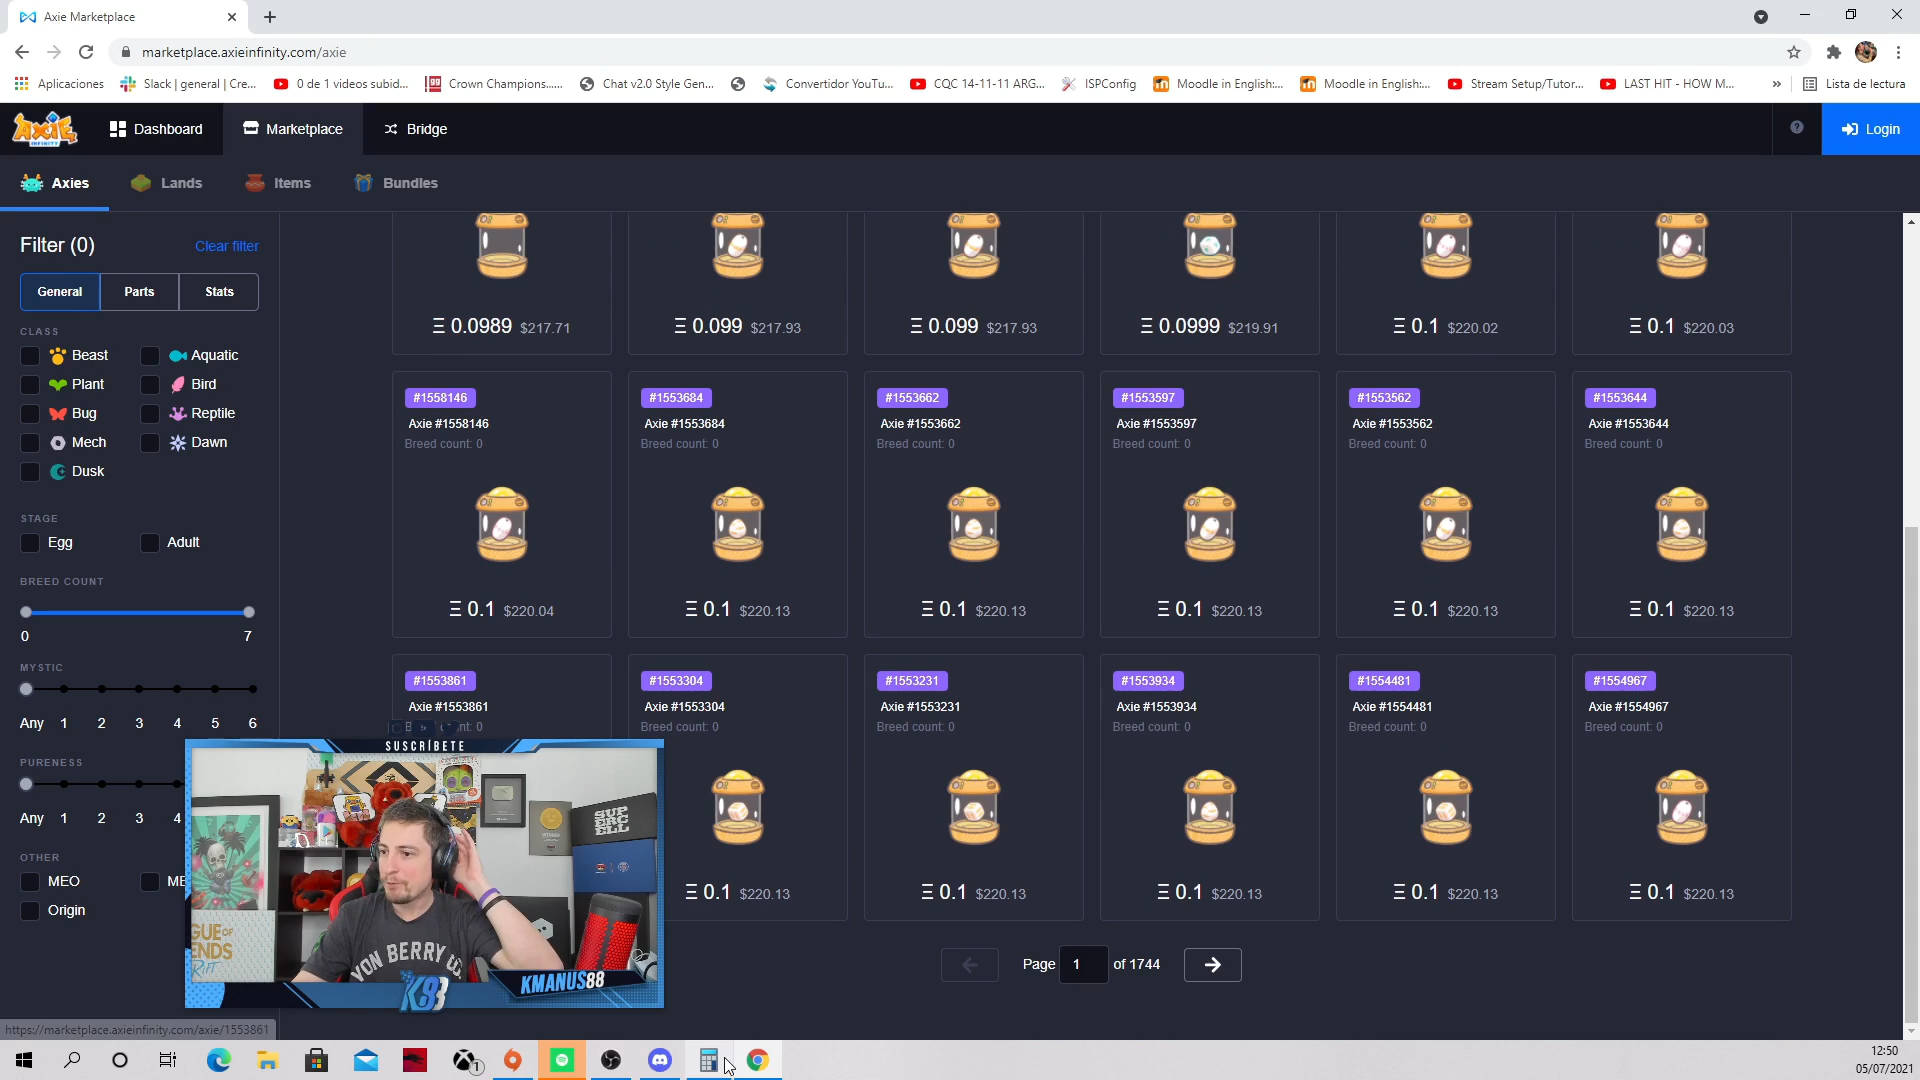 Axie Marketplace
marketplace.axieinfinity.com/axie
Aplicaciones
Slack | general | Cre...
0 de 1 videos subid...
Crown Champions......
Chat v2.0 Style Gen...
Convertidor YouTu...
CQC 14-11-11 ARG...
ISPConfig
Moodle in English:...
Moodle in English:...
Stream Setup/Tutor...
LAST HIT - HOW M...
»
Lista de lectura
AXIE
INFINITY
Dashboard
Marketplace
Bridge
Login
Axies
Lands
Items
Bundles
Filter (0)
Clear filter
General
Parts
Stats
CLASS
Beast
Aquatic
Plant
Bird
Bug
Reptile
Mech
Dawn
Dusk
STAGE
Egg
Adult
BREED COUNT
0
7
MYSTIC
Any 1 2 3 4 5 6
PURENESS
Any 1 2 3 4
OTHER
MEO
ME
Origin
Ξ 0.0989 $217.71
Ξ 0.099 $217.93
Ξ 0.099 $217.93
Ξ 0.0999 $219.91
Ξ 0.1 $220.02
Ξ 0.1 $220.03
#1558146
Axie #1558146
Breed count: 0
Ξ 0.1 $220.04
#1553684
Axie #1553684
Breed count: 0
Ξ 0.1 $220.13
#1553662
Axie #1553662
Breed count: 0
Ξ 0.1 $220.13
#1553597
Axie #1553597
Breed count: 0
Ξ 0.1 $220.13
#1553562
Axie #1553562
Breed count: 0
Ξ 0.1 $220.13
#1553644
Axie #1553644
Breed count: 0
Ξ 0.1 $220.13
#1553861
Axie #1553861
#1553304
Axie #1553304
Breed count: 0
Ξ 0.1 $220.13
#1553231
Axie #1553231
Breed count: 0
Ξ 0.1 $220.13
#1553934
Axie #1553934
Breed count: 0
Ξ 0.1 $220.13
#1554481
Axie #1554481
Breed count: 0
Ξ 0.1 $220.13
#1554967
Axie #1554967
Breed count: 0
Ξ 0.1 $220.13
Page 1 of 1744
SUSCRÍBETE
SUP
ERC
ELL
GUE OF
ENDS
VON BERRY
K88
KMANUS88
https://marketplace.axieinfinity.com/axie/1553861
1
12:50
05/07/2021